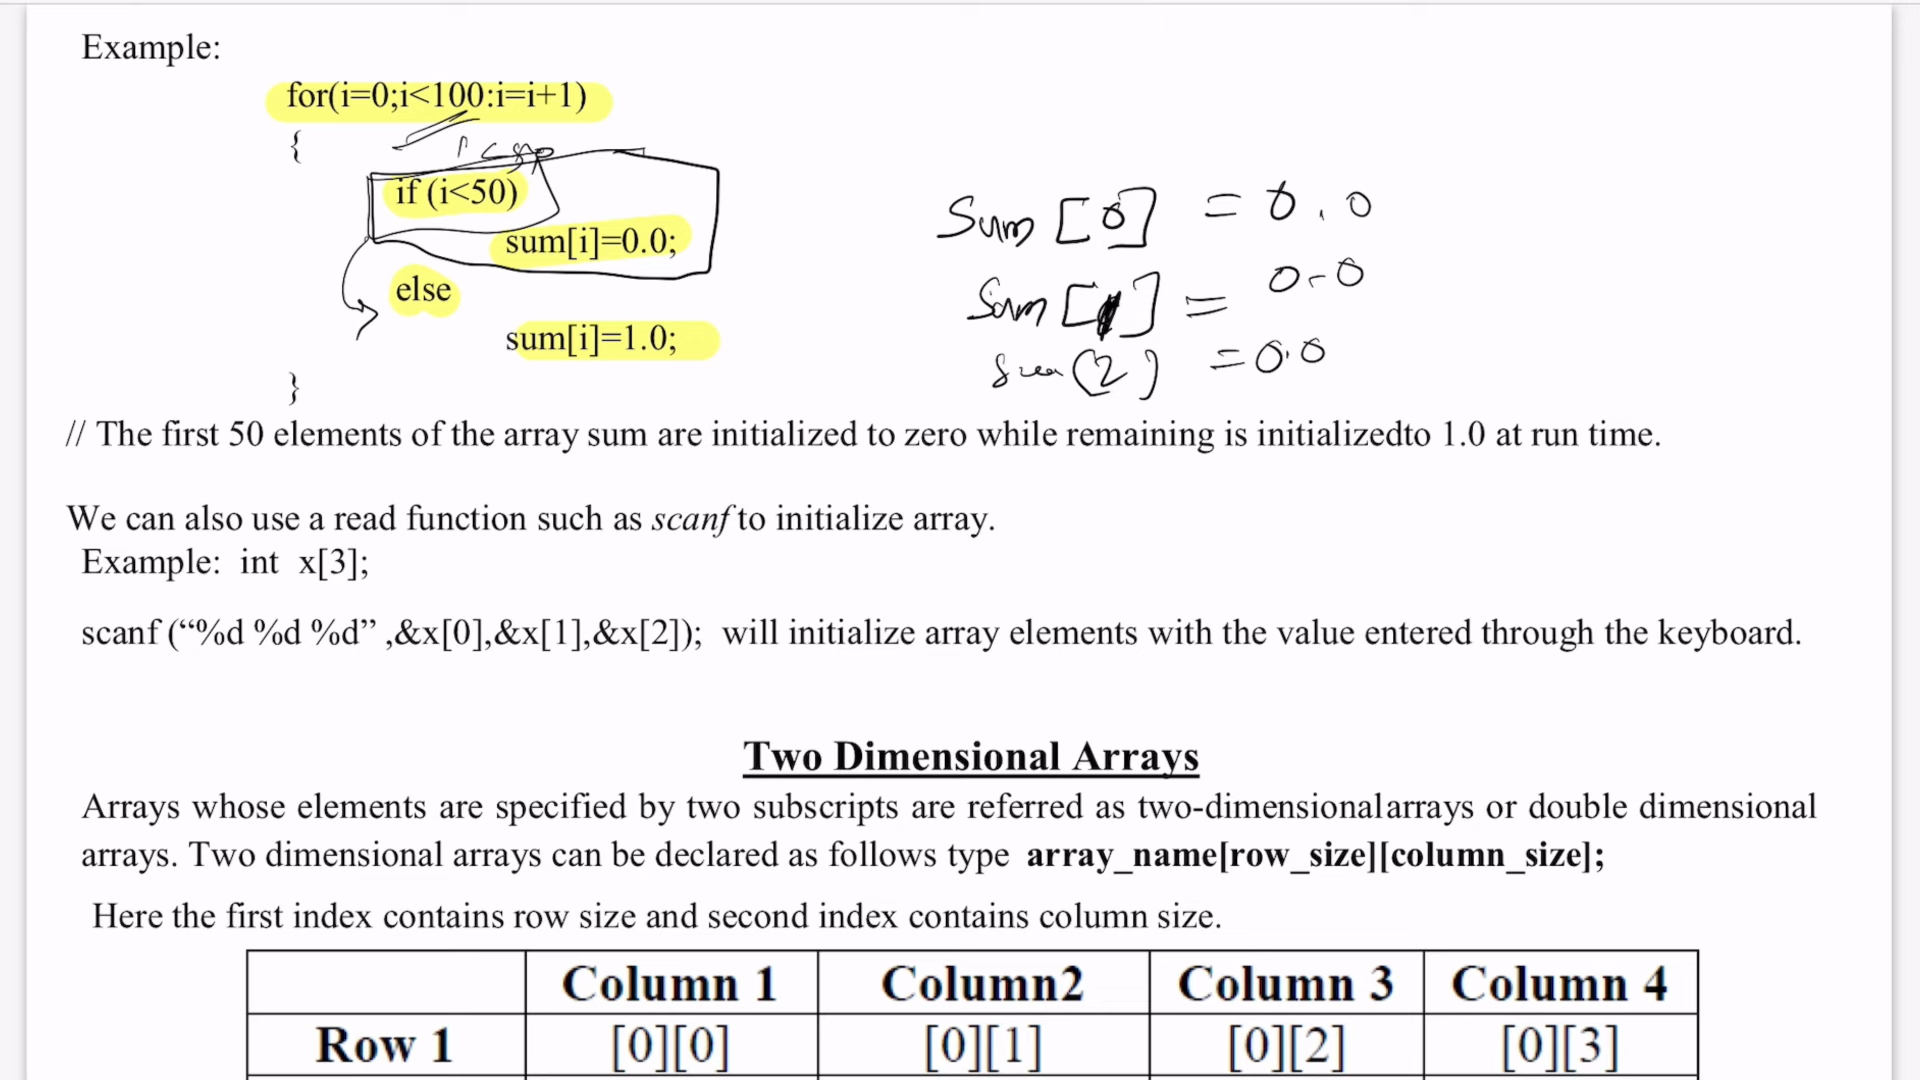 Example:
for(i=0;i<100:i=i+1)
{
if (i<50)
sum[i]=0.0;
else
sum[i]=1.0;
}
Sum [0] = 0.0
Sum [1] = 0.0
Sum (2) = 0.0
// The first 50 elements of the array sum are initialized to zero while remaining is initializedto 1.0 at run time.
We can also use a read function such as scanf to initialize array.
Example: int x[3];
scanf (“%d %d %d” ,&x[0],&x[1],&x[2]); will initialize array elements with the value entered through the keyboard.
Two Dimensional Arrays
Arrays whose elements are specified by two subscripts are referred as two-dimensionalarrays or double dimensional
arrays. Two dimensional arrays can be declared as follows type array_name[row_size][column_size];
Here the first index contains row size and second index contains column size.
Column 1 Column2 Column 3 Column 4
Row 1 [0][0] [0][1] [0][2] [0][3]